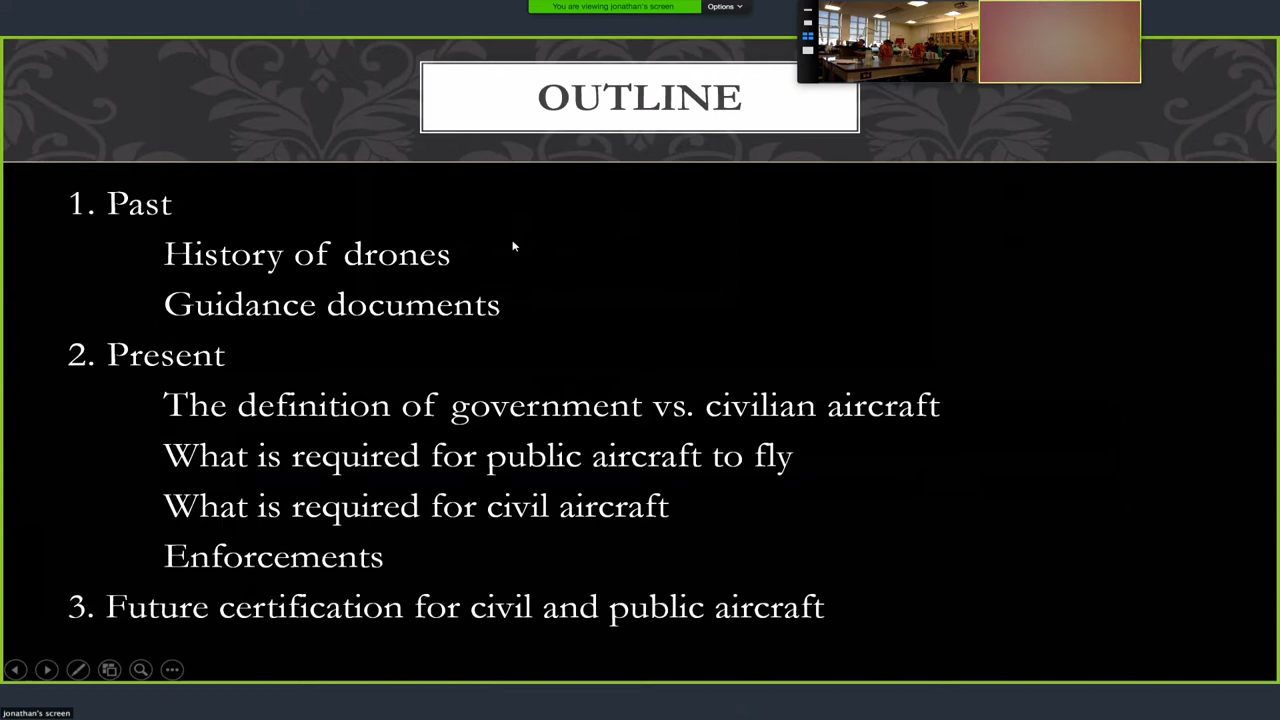 You are viewing jonathan's screen
Options
OUTLINE
1. Past
History of drones
Guidance documents
2. Present
The definition of government vs. civilian aircraft
What is required for public aircraft to fly
What is required for civil aircraft
Enforcements
3. Future certification for civil and public aircraft
jonathan's screen